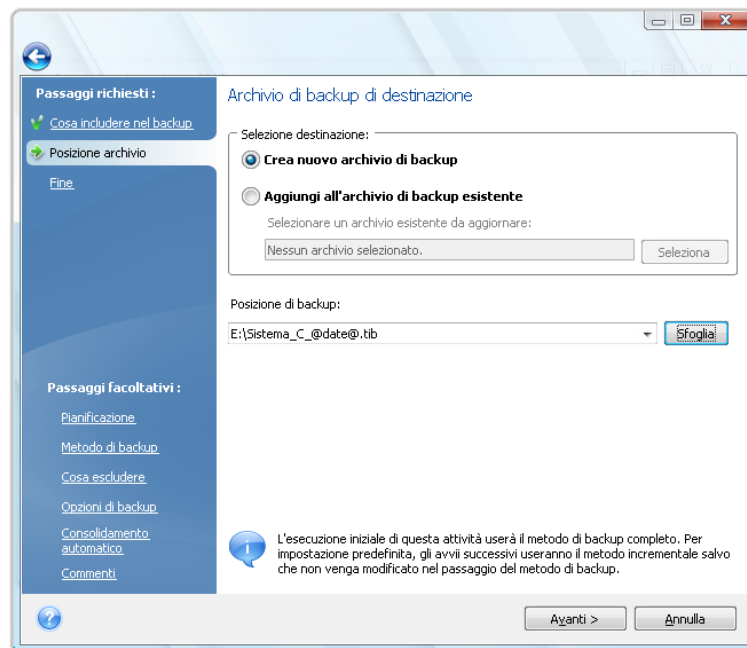 Passaggi richiesti :
Cosa includere nel backup
Posizione archivio
Fine
Passaggi facoltativi :
Pianificazione
Metodo di backup
Cosa escludere
Opzioni di backup
Consolidamento
automatico
Commenti
Archivio di backup di destinazione
Selezione destinazione:
Crea nuovo archivio di backup
Aggiungi all'archivio di backup esistente
Selezionare un archivio esistente da aggiornare:
Nessun archivio selezionato.
Seleziona
Posizione di backup:
E:\Sistema_C_@date@.tib
Sfoglia
L'esecuzione iniziale di questa attività userà il metodo di backup completo. Per
impostazione predefinita, gli avvii successivi useranno il metodo incrementale salvo
che non venga modificato nel passaggio del metodo di backup.
Avanti >
Annulla